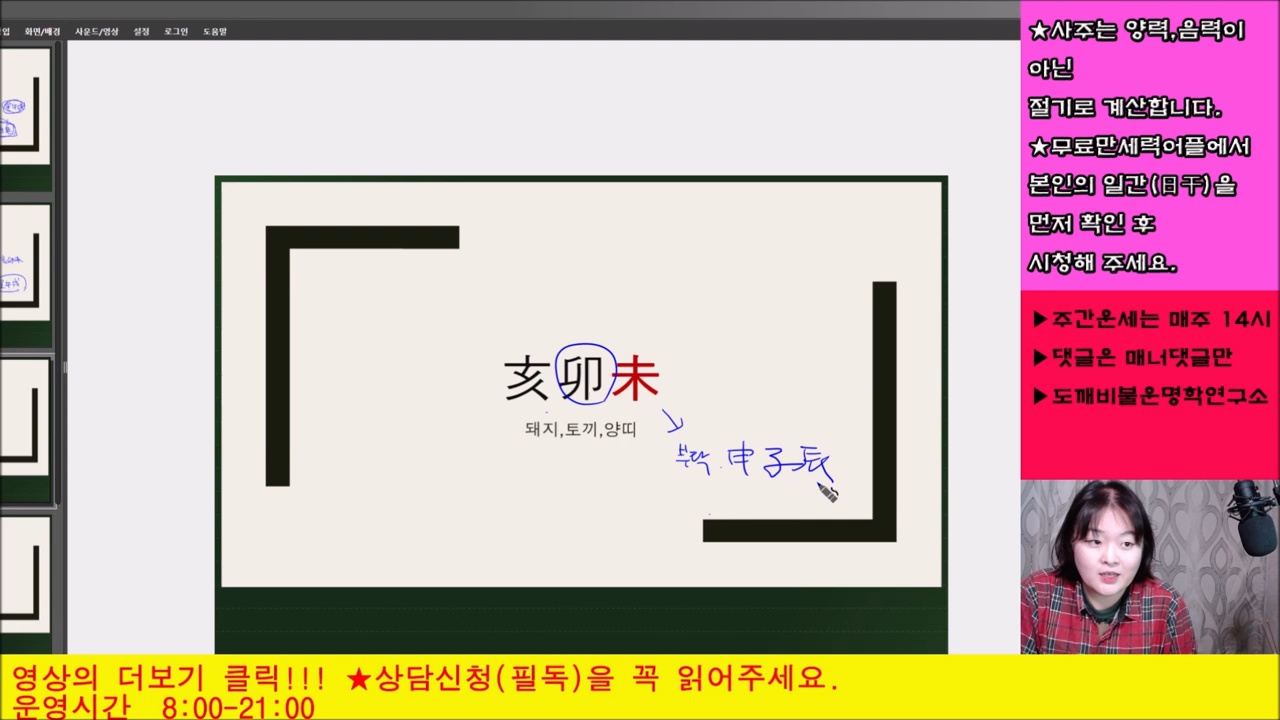 입 화면/배경 사운드/영상 설정 로그인 도움말
亥卯未
돼지,토끼,양띠
부탁. 申子辰
★사주는 양력,음력이
아닌
절기로 계산합니다.
★무료만세력어플에서
본인의 일간(日干)을
먼저 확인 후
시청해 주세요.
▶주간운세는 매주 14시
▶댓글은 매너댓글만
▶도깨비불운명학연구소
영상의 더보기 클릭!!! ★상담신청(필독)을 꼭 읽어주세요.
운영시간 8:00-21:00